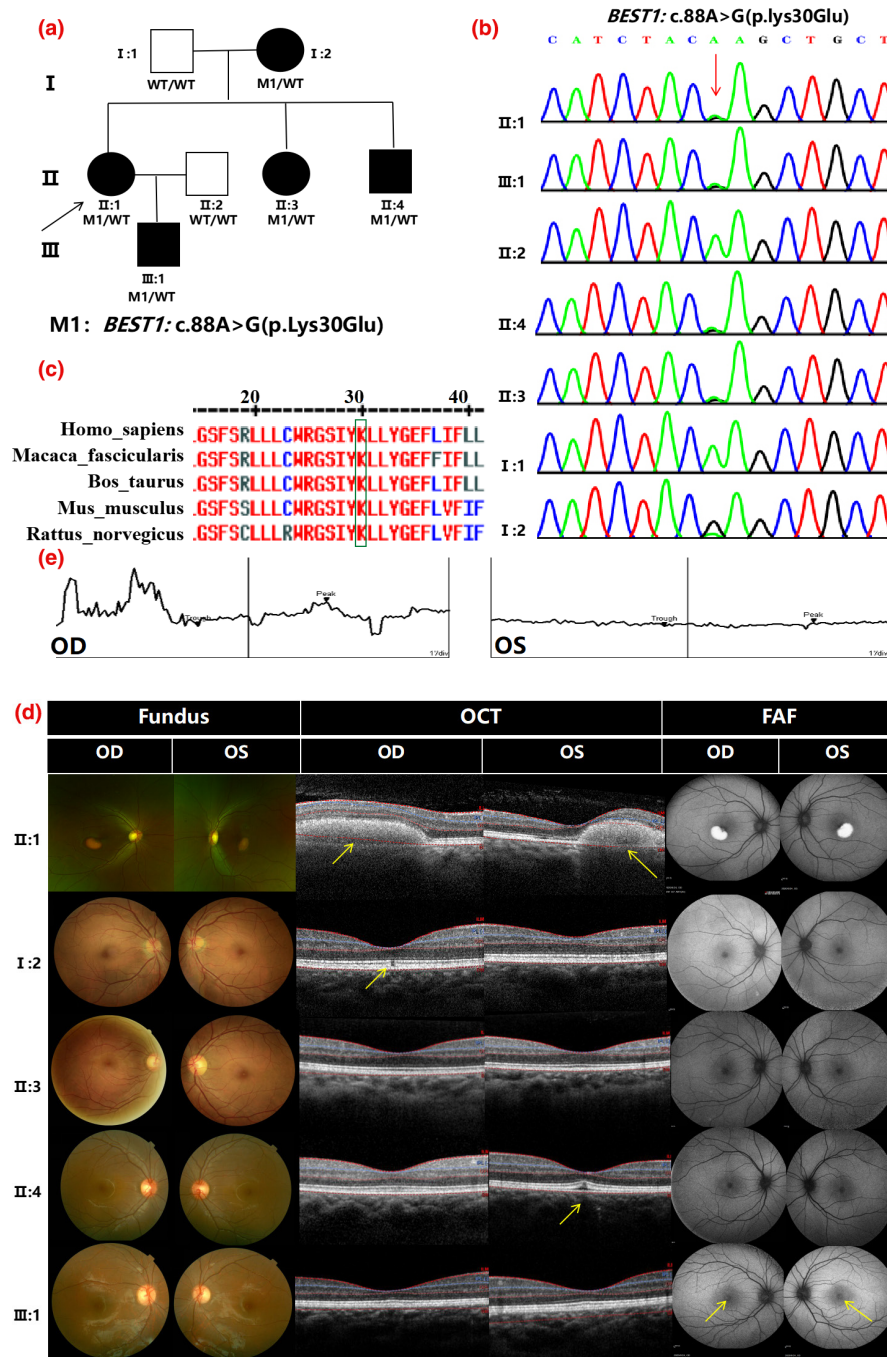 (a)
I:1
WT/WT
I:2
M1/WT
I
II
II:1
M1/WT
II:2
WT/WT
II:3
M1/WT
II:4
M1/WT
III
III:1
M1/WT
M1: BEST1: c.88A>G(p.Lys30Glu)
BEST1: c.88A>G(p.lys30Glu)
(b)
C A T C T A C A A G C T G C T
II:1
III:1
II:2
II:4
II:3
I:1
I:2
(c)
20 30 40
Homo_sapiens .GSFSRLLLCWRGSIYKLLYGEFLIFLL
Macaca_fascicularis .GSFSRLLLCWRGSIYKLLYGEFFIFLL
Bos_taurus .GSFSRLLLCWRGSIYKLLYGEFLIFLL
Mus_musculus .GSFSSLLLCWRGSIYKLLYGEFLVFIF
Rattus_norvegicus .GSFSCLLLRWRGSIYKLLYGEFLVFIF
(e)
Trough
Peak
OD
17div
Trough
Peak
OS
17div
(d)
Fundus OCT FAF
OD OS OD OS OD OS
II:1
I:2
II:3
II:4
III:1